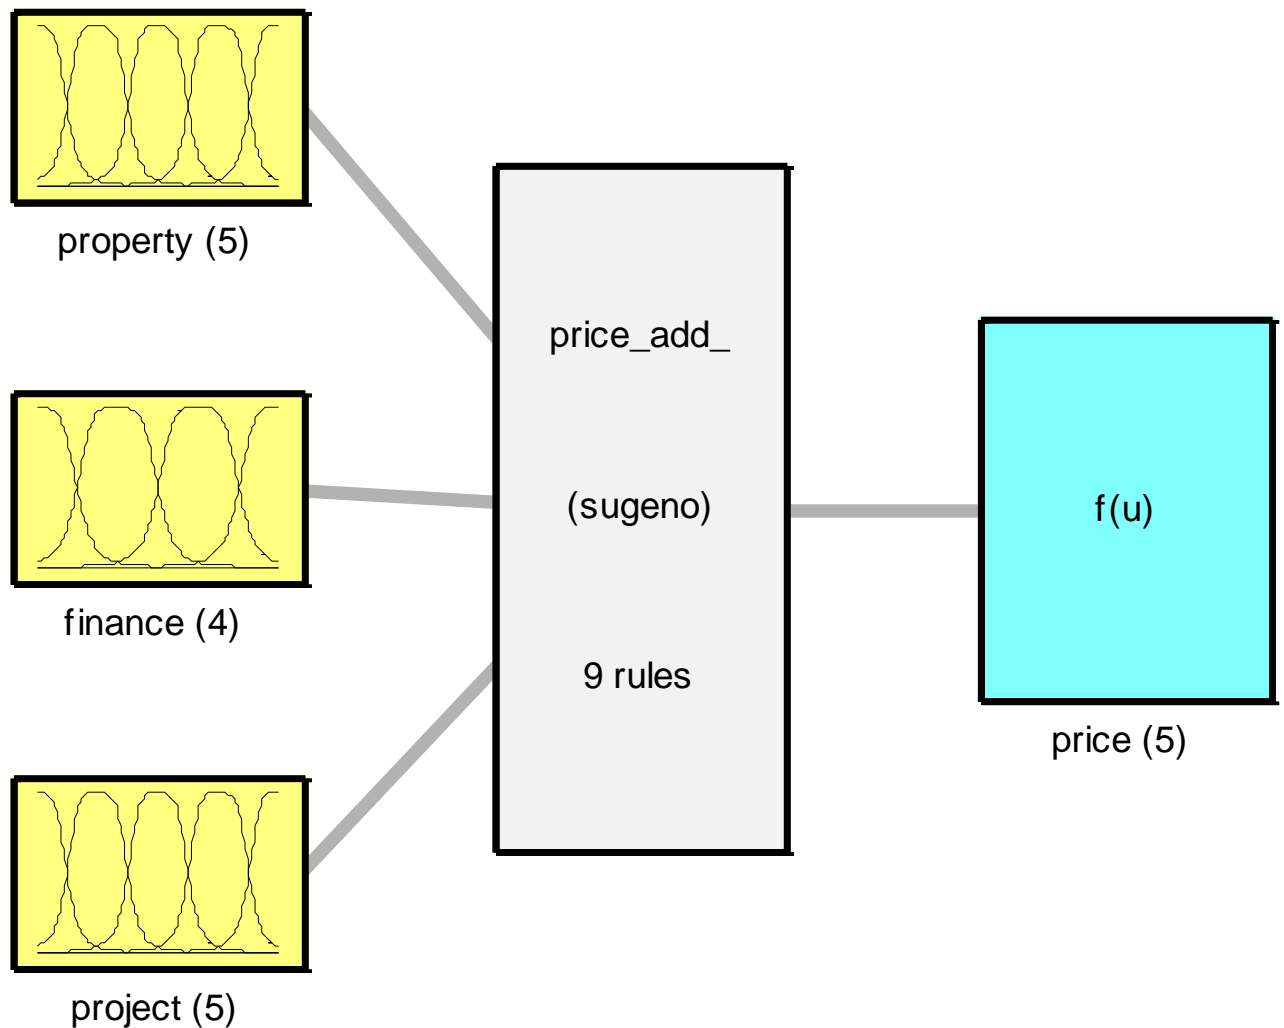 property (5)
finance (4)
project (5)
price_add_
(sugeno)
9 rules
f(u)
price (5)